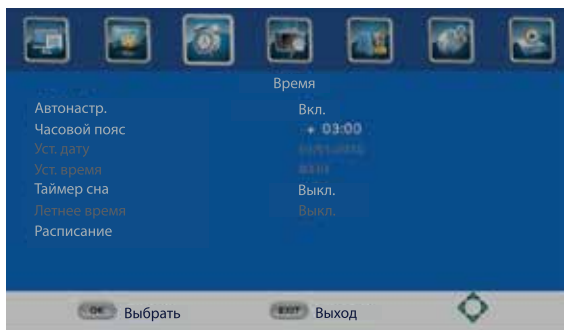 Время
Автонастр. Вкл.
Часовой пояс + 03:00
Уст. дату
Уст. время
Таймер сна Выкл.
Летнее время Выкл.
Расписание
OK Выбрать EXIT Выход